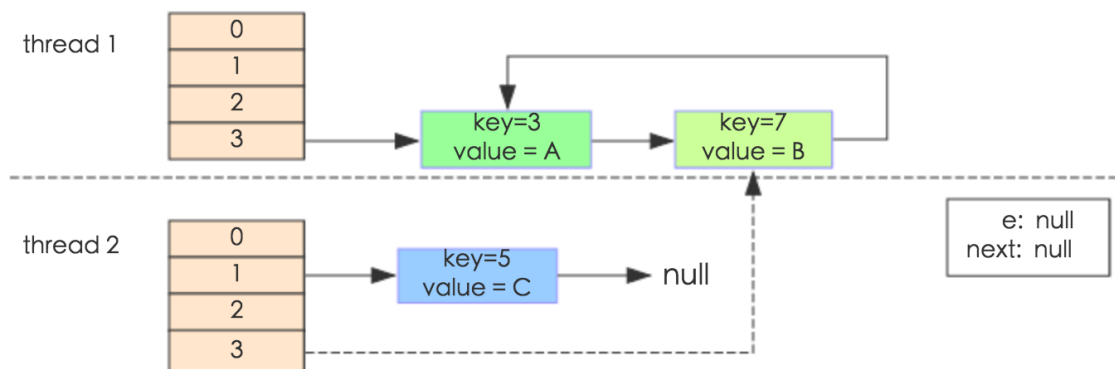 thread 1
0
1
2
3
key=3
value = A
key=7
value = B
thread 2
0
1
2
3
key=5
value = C
null
e: null
next: null